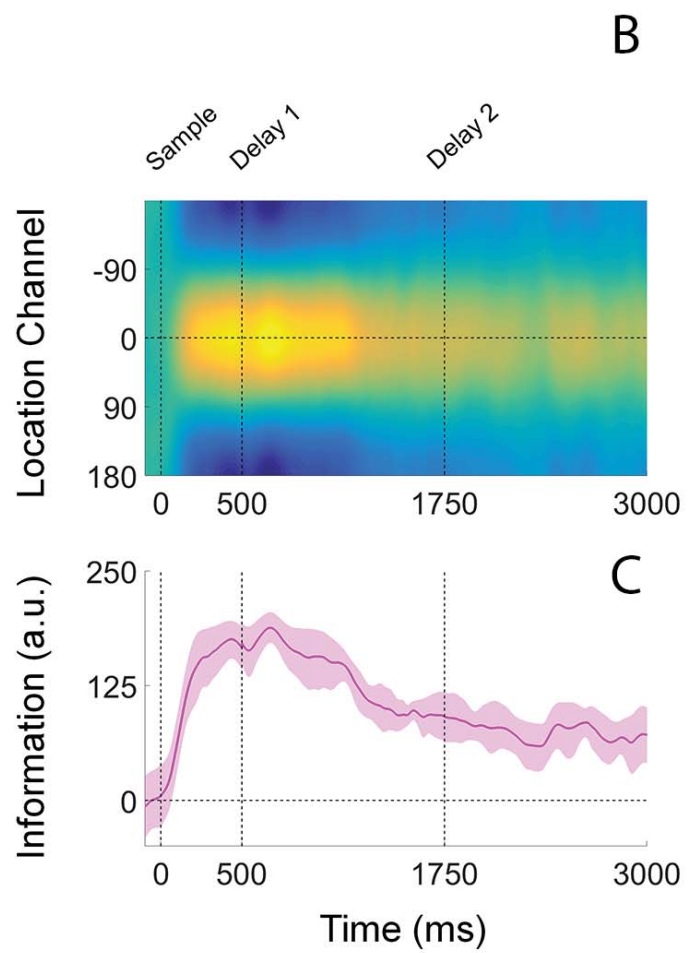 B
Sample
Delay 1
Delay 2
Location Channel
-90
0
90
180
0 500 1750 3000
C
Information (a.u.)
250
125
0
0 500 1750 3000
Time (ms)